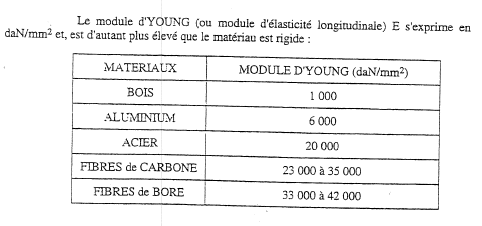 Le module d'YOUNG (ou module d'élasticité longitudinale) E s'exprime en
daN/mm² et, est d'autant plus élevé que le matériau est rigide :
MATERIAUX MODULE D'YOUNG (daN/mm²)
BOIS 1 000
ALUMINIUM 6 000
ACIER 20 000
FIBRES de CARBONE 23 000 à 35 000
FIBRES de BORE 33 000 à 42 000